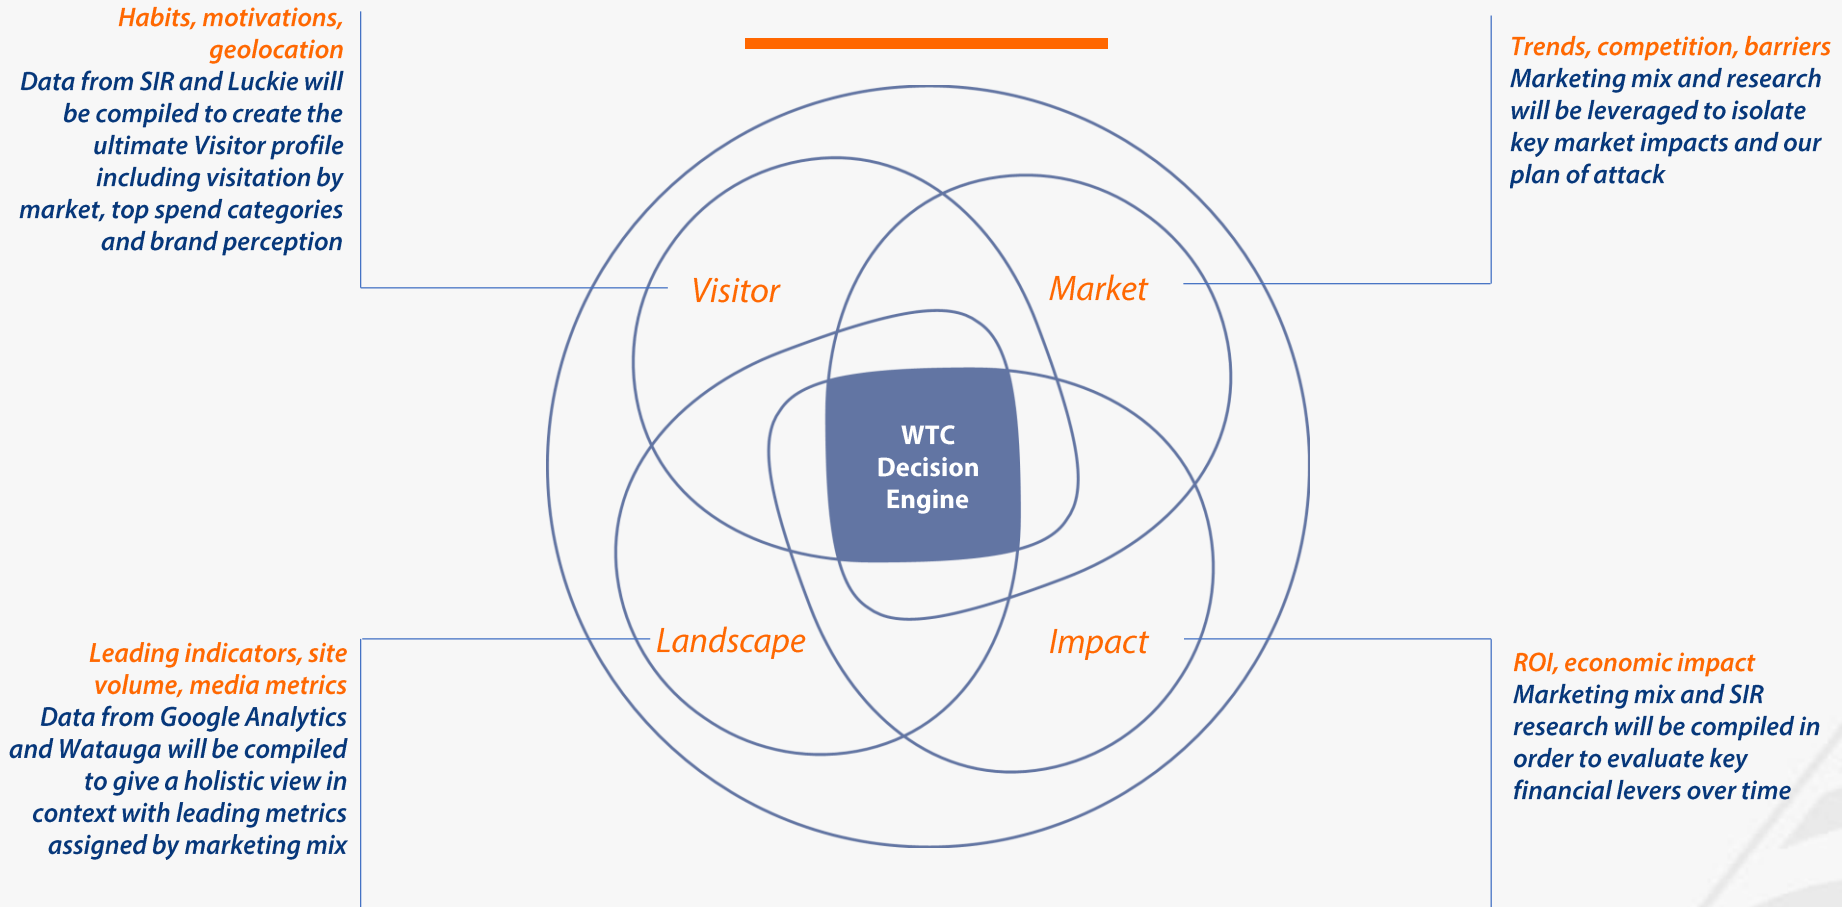 Habits, motivations,
geolocation
Data from SIR and Luckie will
be compiled to create the
ultimate Visitor profile
including visitation by
market, top spend categories
and brand perception
Trends, competition, barriers
Marketing mix and research
will be leveraged to isolate
key market impacts and our
plan of attack
Visitor
Market
WTC
Decision
Engine
Landscape
Impact
Leading indicators, site
volume, media metrics
Data from Google Analytics
and Watauga will be compiled
to give a holistic view in
context with leading metrics
assigned by marketing mix
ROI, economic impact
Marketing mix and SIR
research will be compiled in
order to evaluate key
financial levers over time